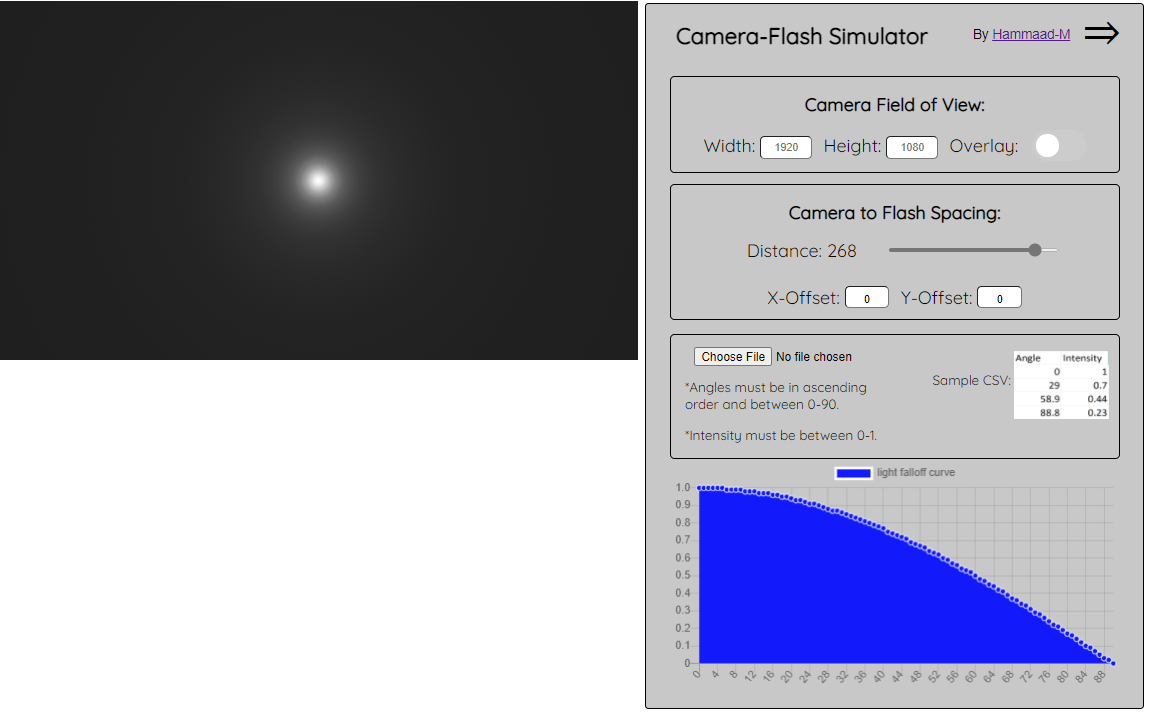 Camera-Flash Simulator
By Hammaad-M
Camera Field of View:
Width: 1920 Height: 1080 Overlay:
Camera to Flash Spacing:
Distance: 268
X-Offset: 0 Y-Offset: 0
Choose File No file chosen
*Angles must be in ascending
order and between 0-90.
*Intensity must be between 0-1.
Sample CSV:
Angle Intensity
0 1
29 0.7
58.9 0.44
88.8 0.23
light falloff curve
1.0
0.9
0.8
0.7
0.6
0.5
0.4
0.3
0.2
0.1
0
0 4 8 12 16 20 24 28 32 36 40 44 48 52 56 60 64 68 72 76 80 84 88